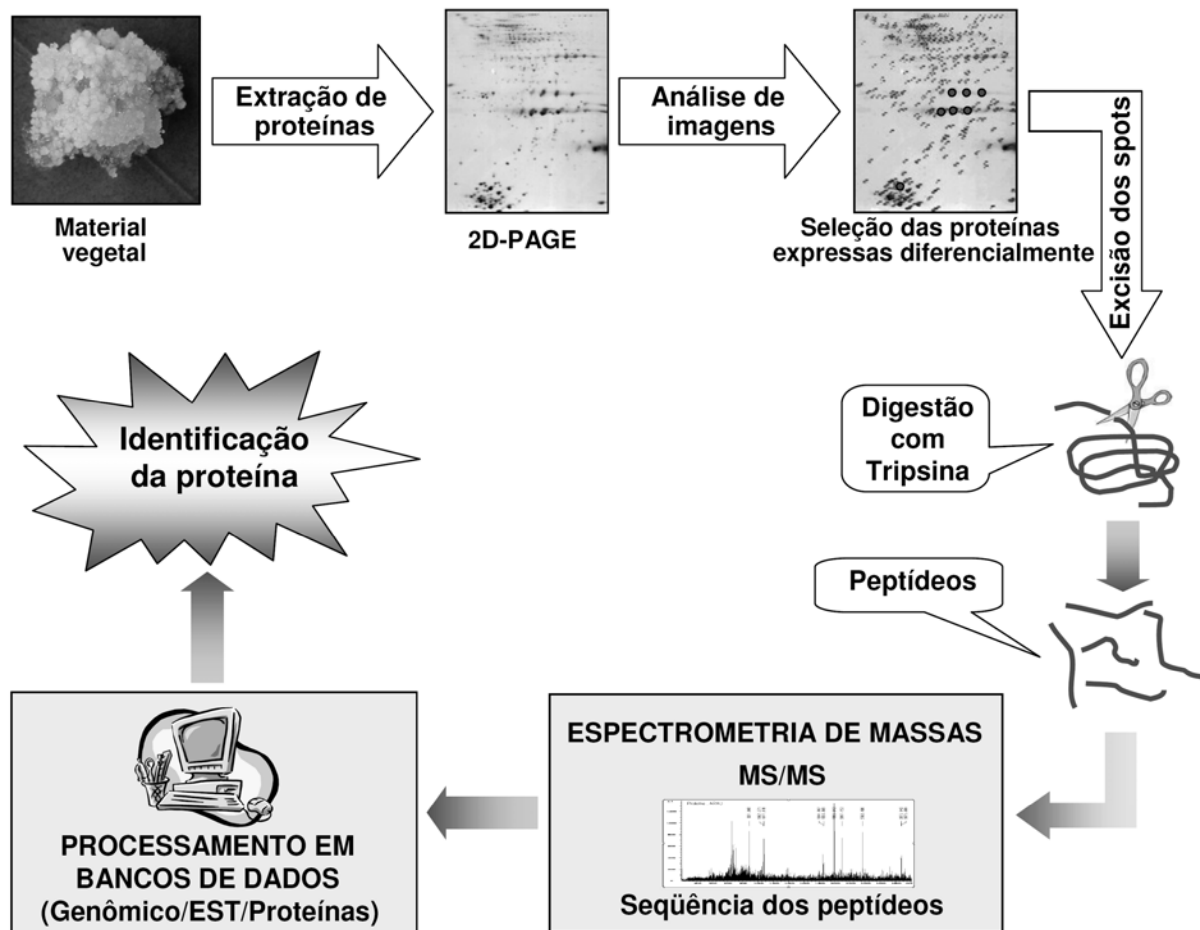 Extração de
proteínas
Análise de
imagens
Excisão dos spots
Material
vegetal
2D-PAGE
Seleção das proteínas
expressas diferencialmente
Digestão
com
Tripsina
Identificação
da proteína
Peptídeos
ESPECTROMETRIA DE MASSAS
MS/MS
Seqüência dos peptídeos
PROCESSAMENTO EM
BANCOS DE DADOS
(Genômico/EST/Proteínas)